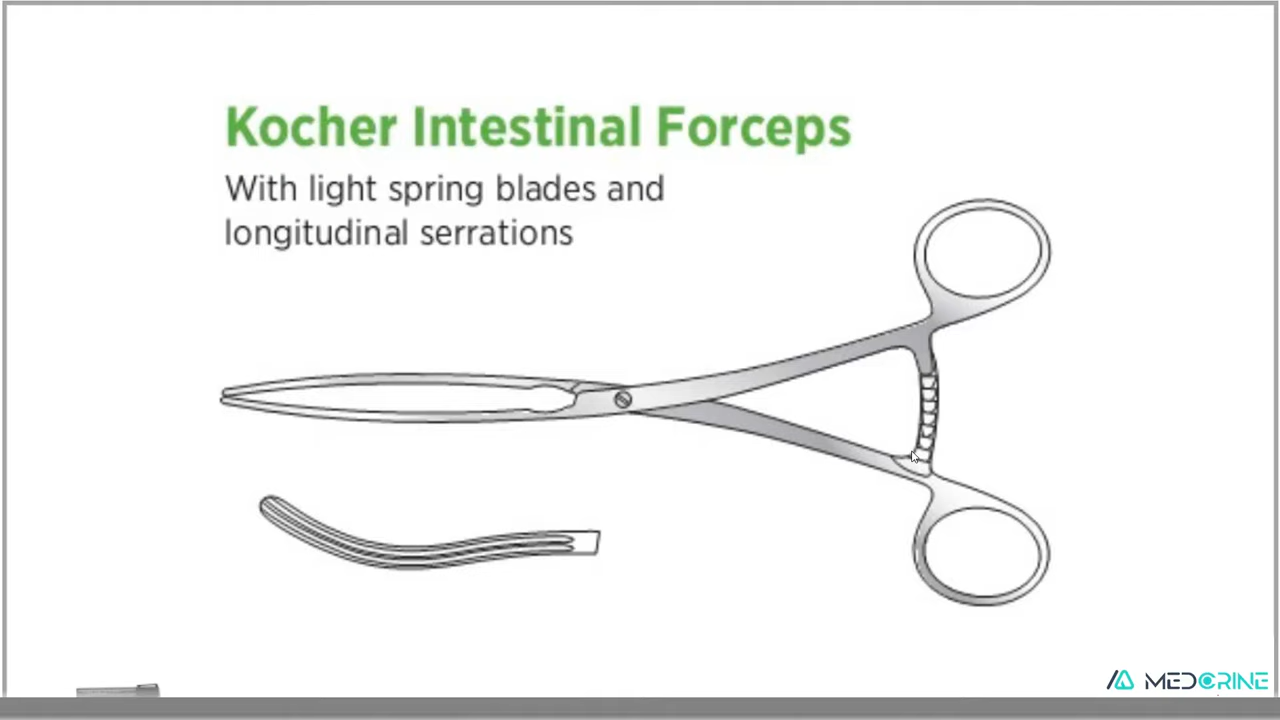 Kocher Intestinal Forceps
With light spring blades and
longitudinal serrations
MEDCRINE